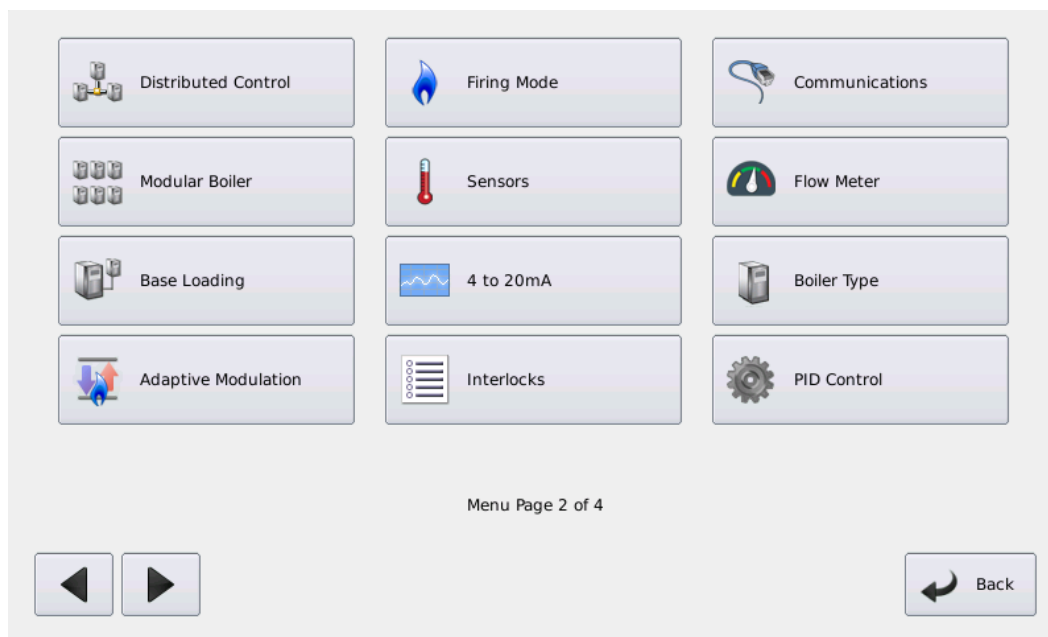 Distributed Control
Firing Mode
Communications
Modular Boiler
Sensors
Flow Meter
Base Loading
4 to 20mA
Boiler Type
Adaptive Modulation
Interlocks
PID Control
Menu Page 2 of 4
Back